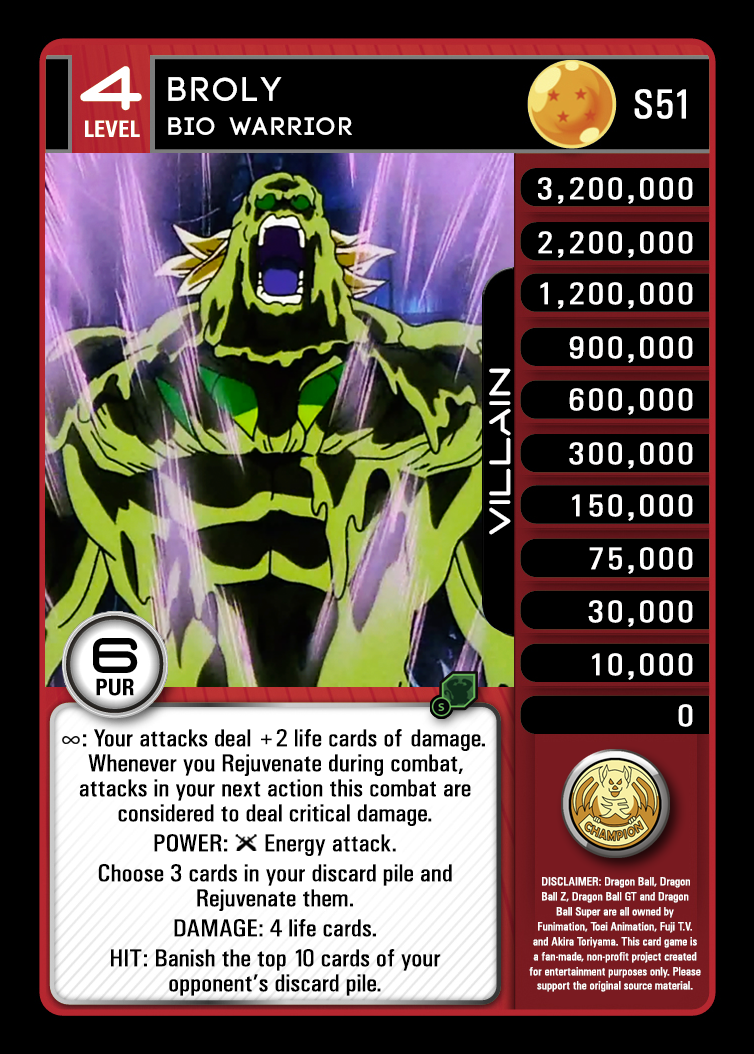 4
LEVEL
BROLY
BIO WARRIOR
S51
3,200,000
2,200,000
1,200,000
900,000
600,000
300,000
150,000
75,000
30,000
10,000
0
VILLAIN
6
PUR
S
∞: Your attacks deal +2 life cards of damage.
Whenever you Rejuvenate during combat,
attacks in your next action this combat are
considered to deal critical damage.
POWER: Energy attack.
Choose 3 cards in your discard pile and
Rejuvenate them.
DAMAGE: 4 life cards.
HIT: Banish the top 10 cards of your
opponent's discard pile.
CHAMPION
DISCLAIMER: Dragon Ball, Dragon
Ball Z, Dragon Ball GT and Dragon
Ball Super are all owned by
Funimation, Toei Animation, Fuji T.V.
and Akira Toriyama. This card game is
a fan-made, non-profit project created
for entertainment purposes only. Please
support the original source material.